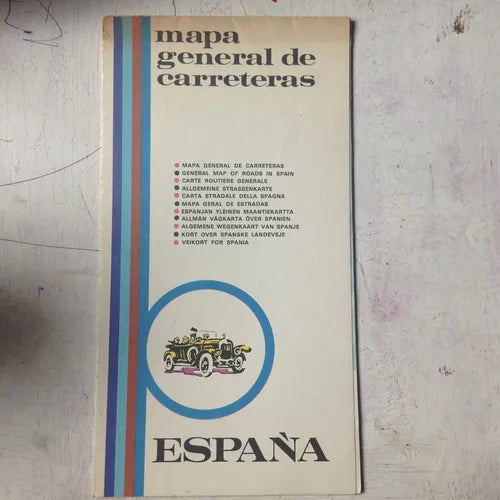 mapa
general de
carreteras
MAPA GENERAL DE CARRETERAS
GENERAL MAP OF ROADS IN SPAIN
CARTE ROUTIERE GENERALE
ALLGEMEINE STRASSENKARTE
CARTA STRADALE DELLA SPAGNA
MAPA GERAL DE ESTRADAS
ESPANJAN YLEINEN MAANTIEKARTTA
ALLMÄN VÄGKARTA ÖVER SPANIEN
ALGEMENE WEGENKAART VAN SPANJE
KORT OVER SPANSKE LANDEVEJE
VEIKORT FOR SPANIA
ESPAÑA